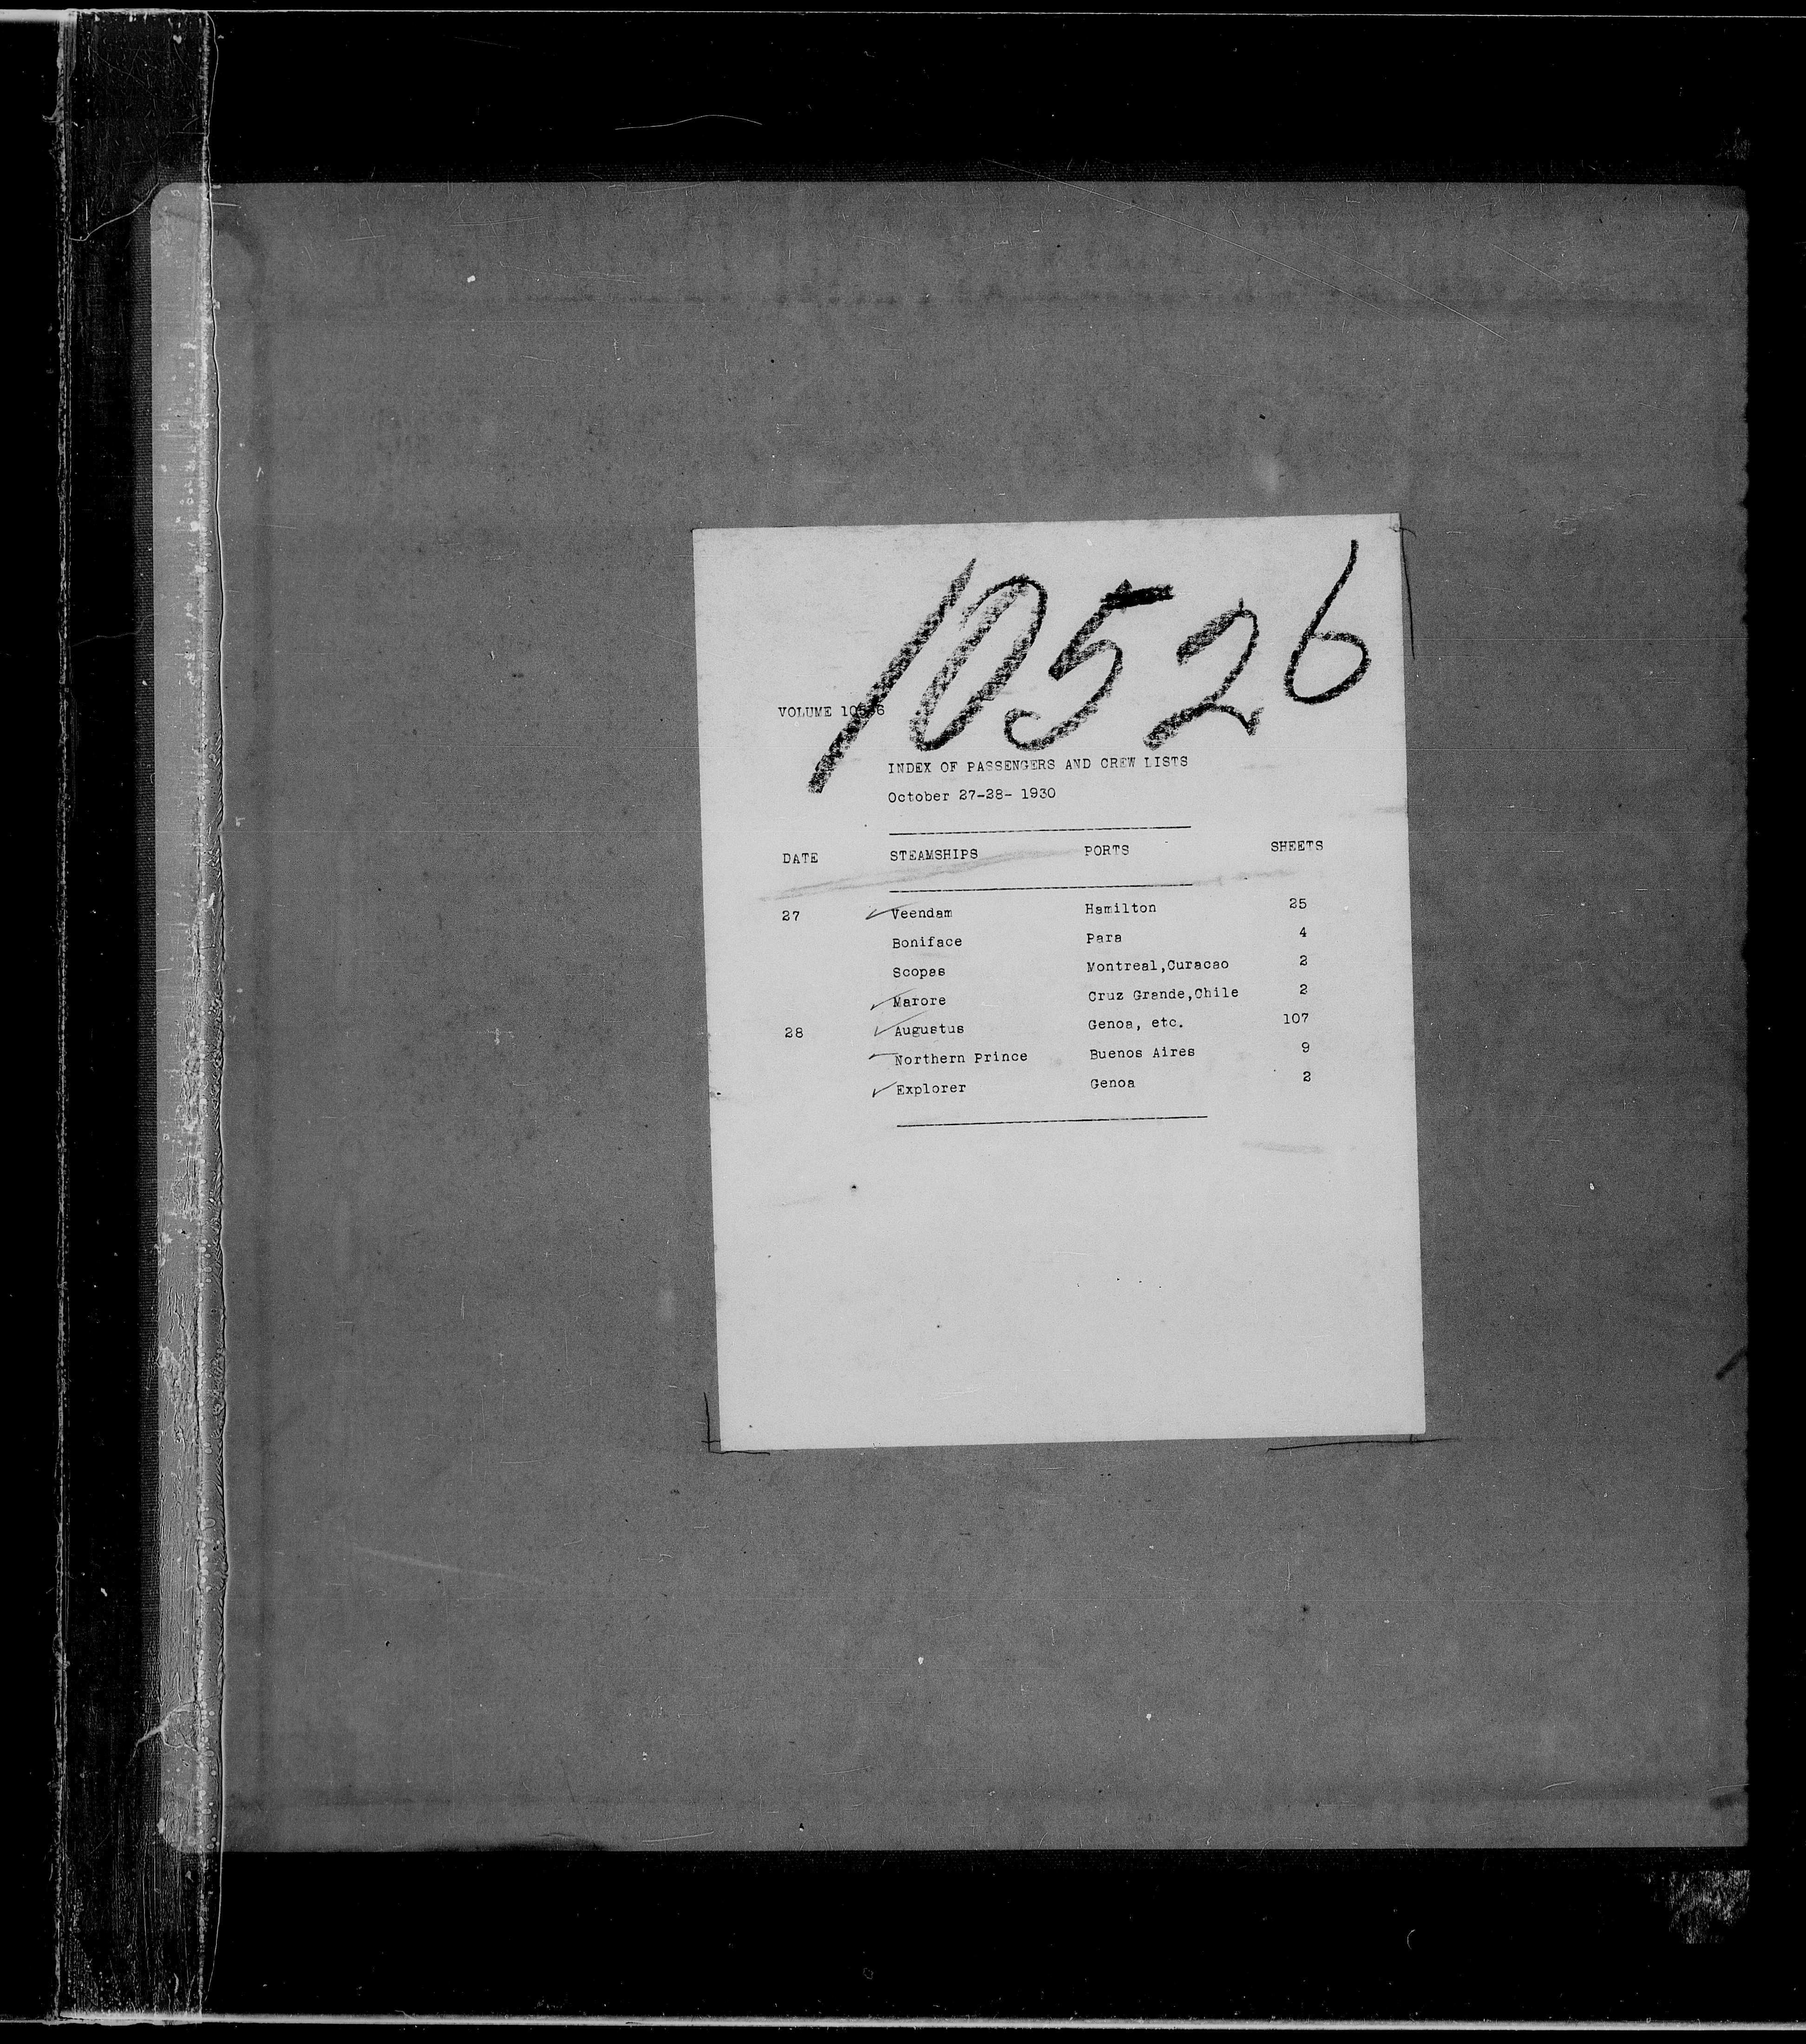 10526
VOLUME 10526
INDEX OF PASSENGERS AND CREW LISTS
October 27-28- 1930
DATE STEAMSHIPS PORTS SHEETS
27 Veendam Hamilton 25
Boniface Para 4
Scopas Montreal,Curacao 2
Marore Cruz Grande,Chile 2
28 Augustus Genoa, etc. 107
Northern Prince Buenos Aires 9
Explorer Genoa 2